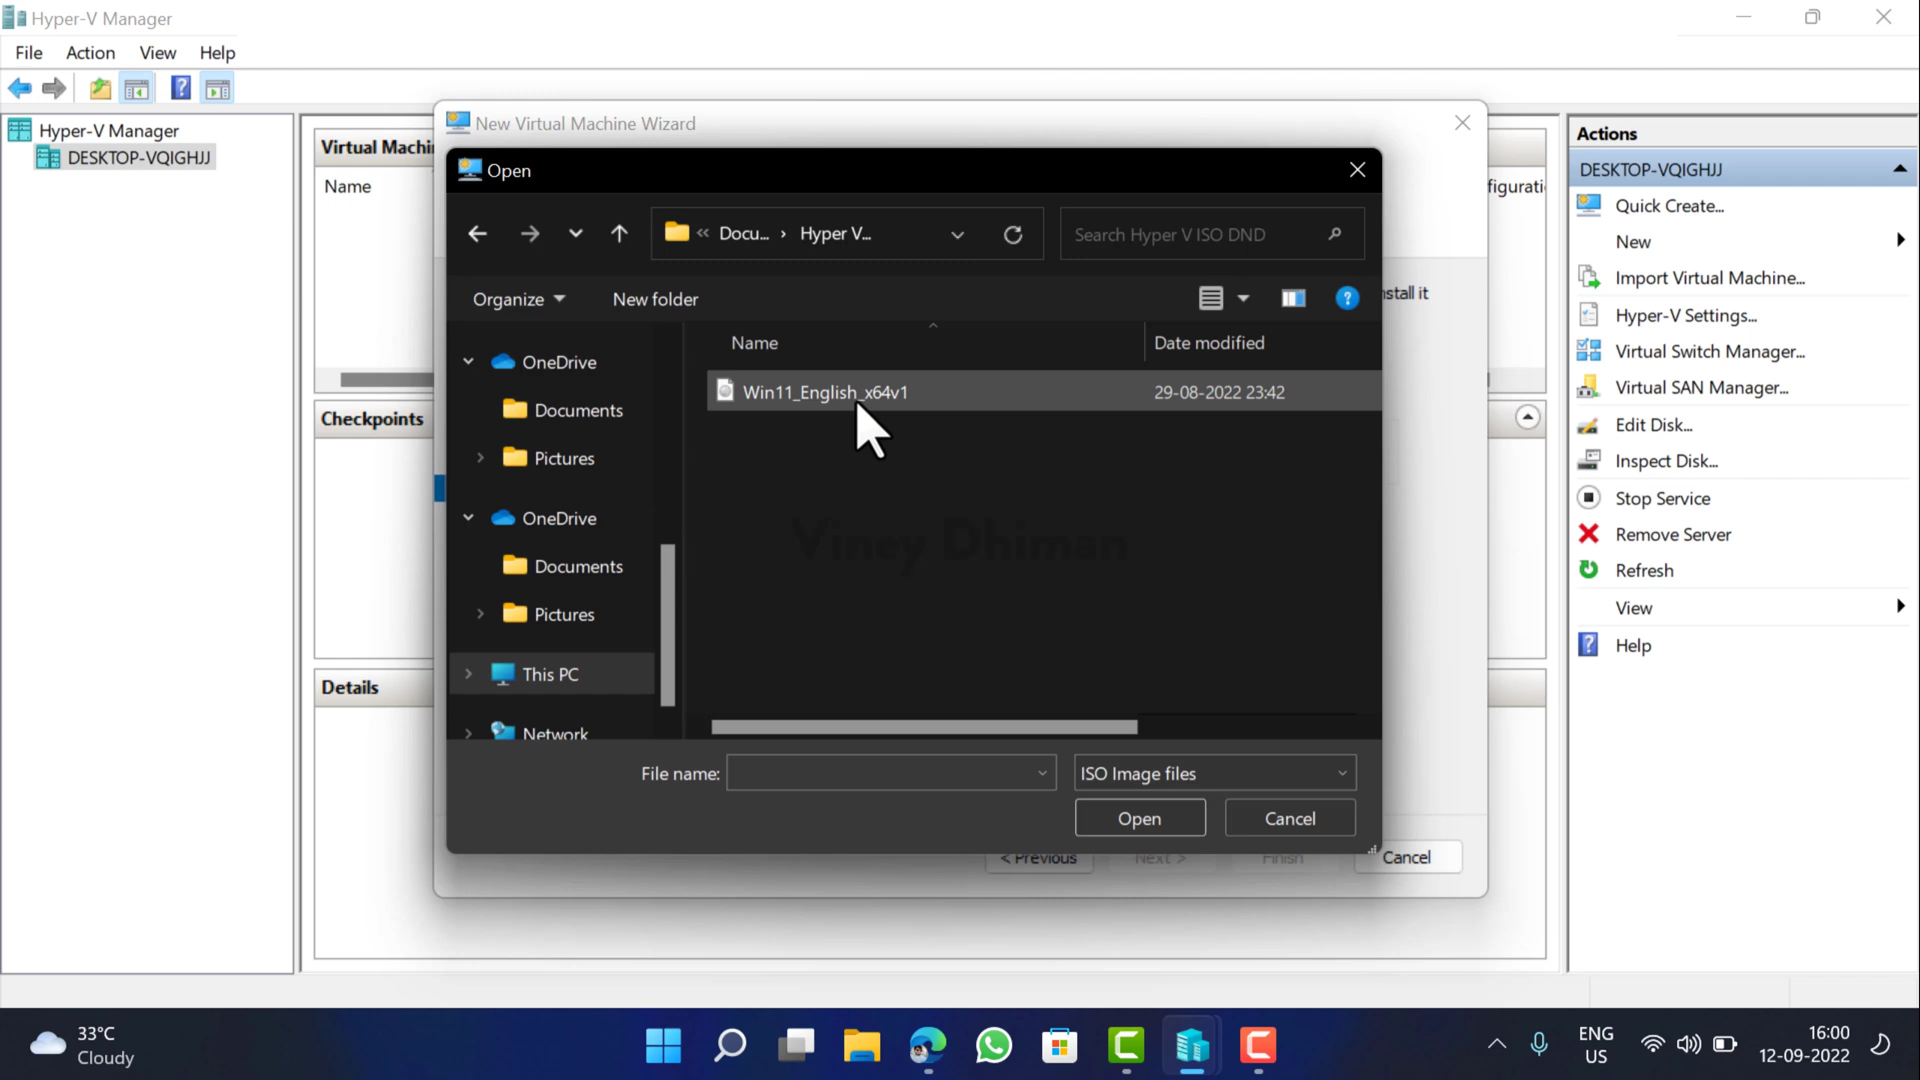 Hyper-V Manager
File Action View Help
Hyper-V Manager
DESKTOP-VQIGHJJ
Virtual Machi
Name
figurati
Checkpoints
Details
New Virtual Machine Wizard
nstall it
< Previous Next > Finish Cancel
Open
« Docu... › Hyper V...
Search Hyper V ISO DND
Organize New folder
Name Date modified
OneDrive
Documents
Pictures
OneDrive
Documents
Pictures
This PC
Network
Win11_English_x64v1 29-08-2022 23:42
Viney Dhiman
File name: ISO Image files
Open Cancel
Actions
DESKTOP-VQIGHJJ
Quick Create...
New
Import Virtual Machine...
Hyper-V Settings...
Virtual Switch Manager...
Virtual SAN Manager...
Edit Disk...
Inspect Disk...
Stop Service
Remove Server
Refresh
View
Help
33°C
Cloudy
ENG
US
16:00
12-09-2022